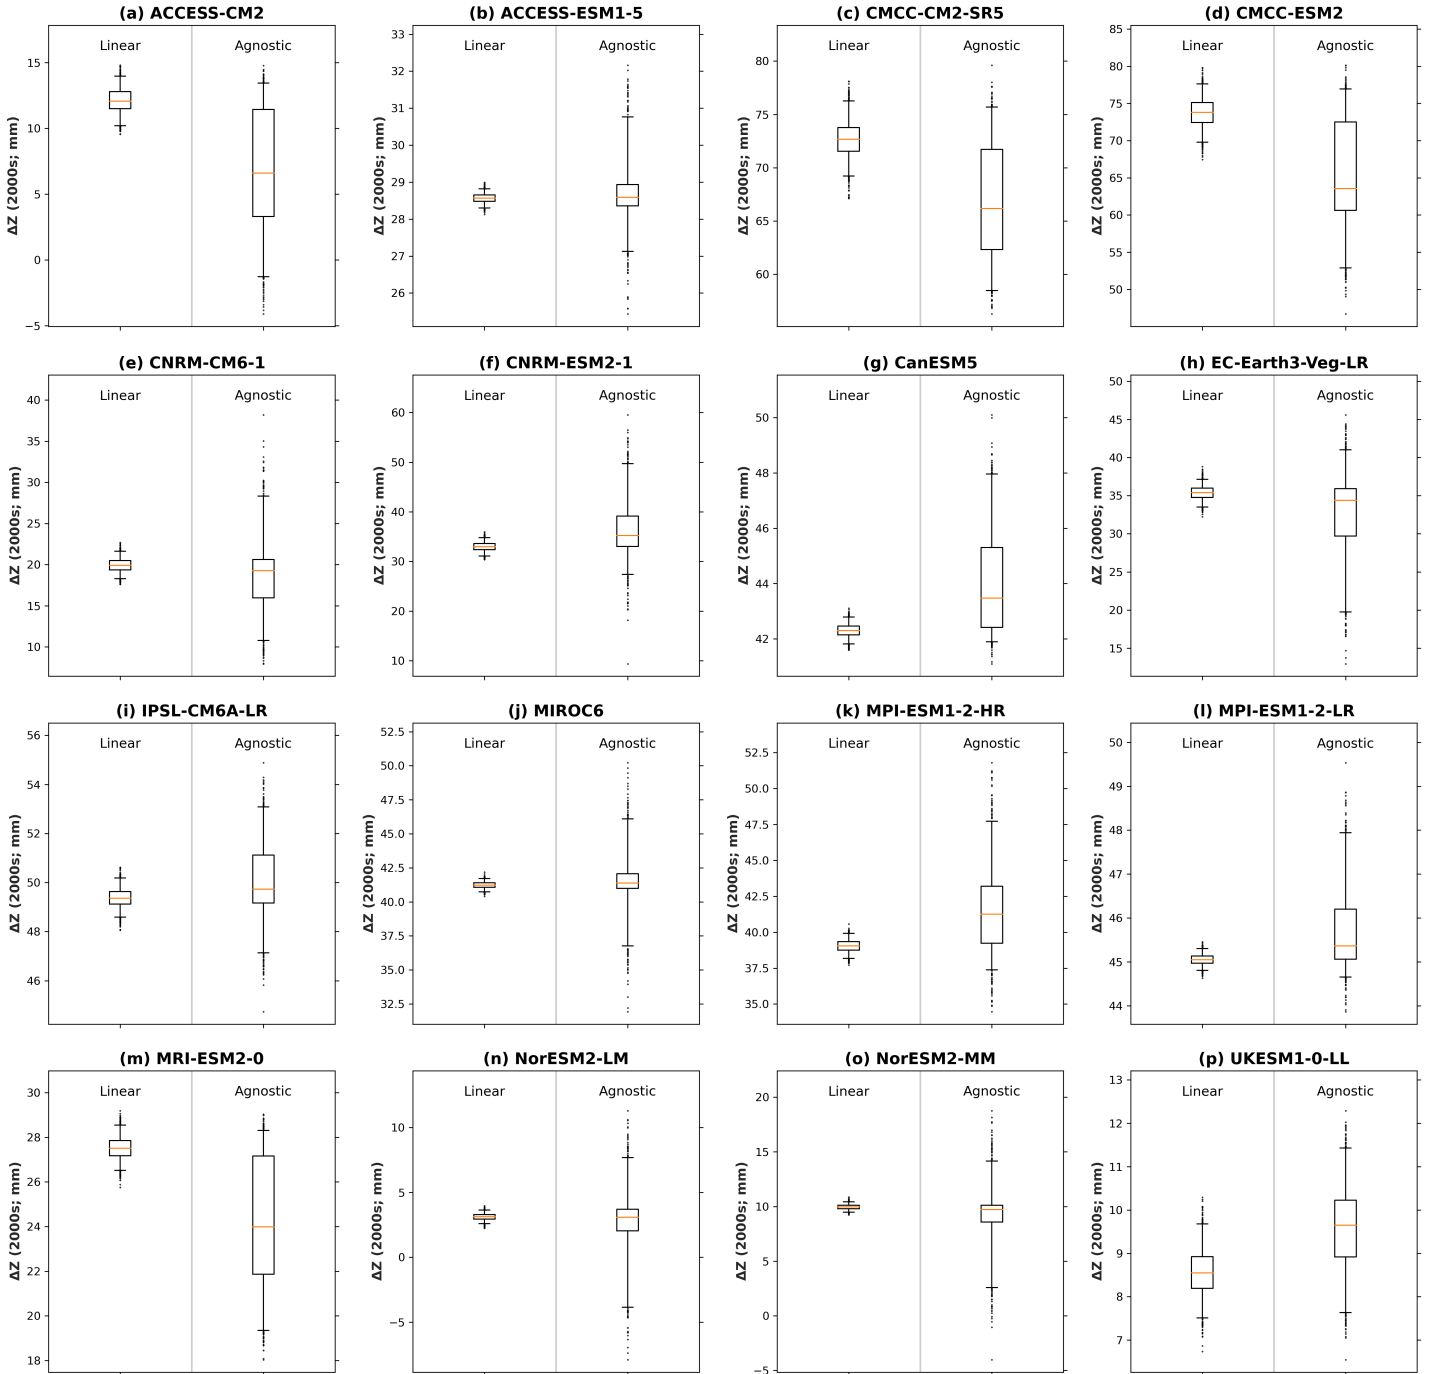 (a) ACCESS-CM2
Linear
Agnostic
ΔZ (2000s; mm)
15
10
5
0
−5
(b) ACCESS-ESM1-5
Linear
Agnostic
ΔZ (2000s; mm)
33
32
31
30
29
28
27
26
(c) CMCC-CM2-SR5
Linear
Agnostic
ΔZ (2000s; mm)
80
75
70
65
60
(d) CMCC-ESM2
Linear
Agnostic
ΔZ (2000s; mm)
85
80
75
70
65
60
55
50
(e) CNRM-CM6-1
Linear
Agnostic
ΔZ (2000s; mm)
40
35
30
25
20
15
10
(f) CNRM-ESM2-1
Linear
Agnostic
ΔZ (2000s; mm)
60
50
40
30
20
10
(g) CanESM5
Linear
Agnostic
ΔZ (2000s; mm)
50
48
46
44
42
(h) EC-Earth3-Veg-LR
Linear
Agnostic
ΔZ (2000s; mm)
50
45
40
35
30
25
20
15
(i) IPSL-CM6A-LR
Linear
Agnostic
ΔZ (2000s; mm)
56
54
52
50
48
46
(j) MIROC6
Linear
Agnostic
ΔZ (2000s; mm)
52.5
50.0
47.5
45.0
42.5
40.0
37.5
35.0
32.5
(k) MPI-ESM1-2-HR
Linear
Agnostic
ΔZ (2000s; mm)
52.5
50.0
47.5
45.0
42.5
40.0
37.5
35.0
(l) MPI-ESM1-2-LR
Linear
Agnostic
ΔZ (2000s; mm)
50
49
48
47
46
45
44
(m) MRI-ESM2-0
Linear
Agnostic
ΔZ (2000s; mm)
30
28
26
24
22
20
18
(n) NorESM2-LM
Linear
Agnostic
ΔZ (2000s; mm)
10
5
0
−5
(o) NorESM2-MM
Linear
Agnostic
ΔZ (2000s; mm)
20
15
10
5
0
−5
(p) UKESM1-0-LL
Linear
Agnostic
ΔZ (2000s; mm)
13
12
11
10
9
8
7